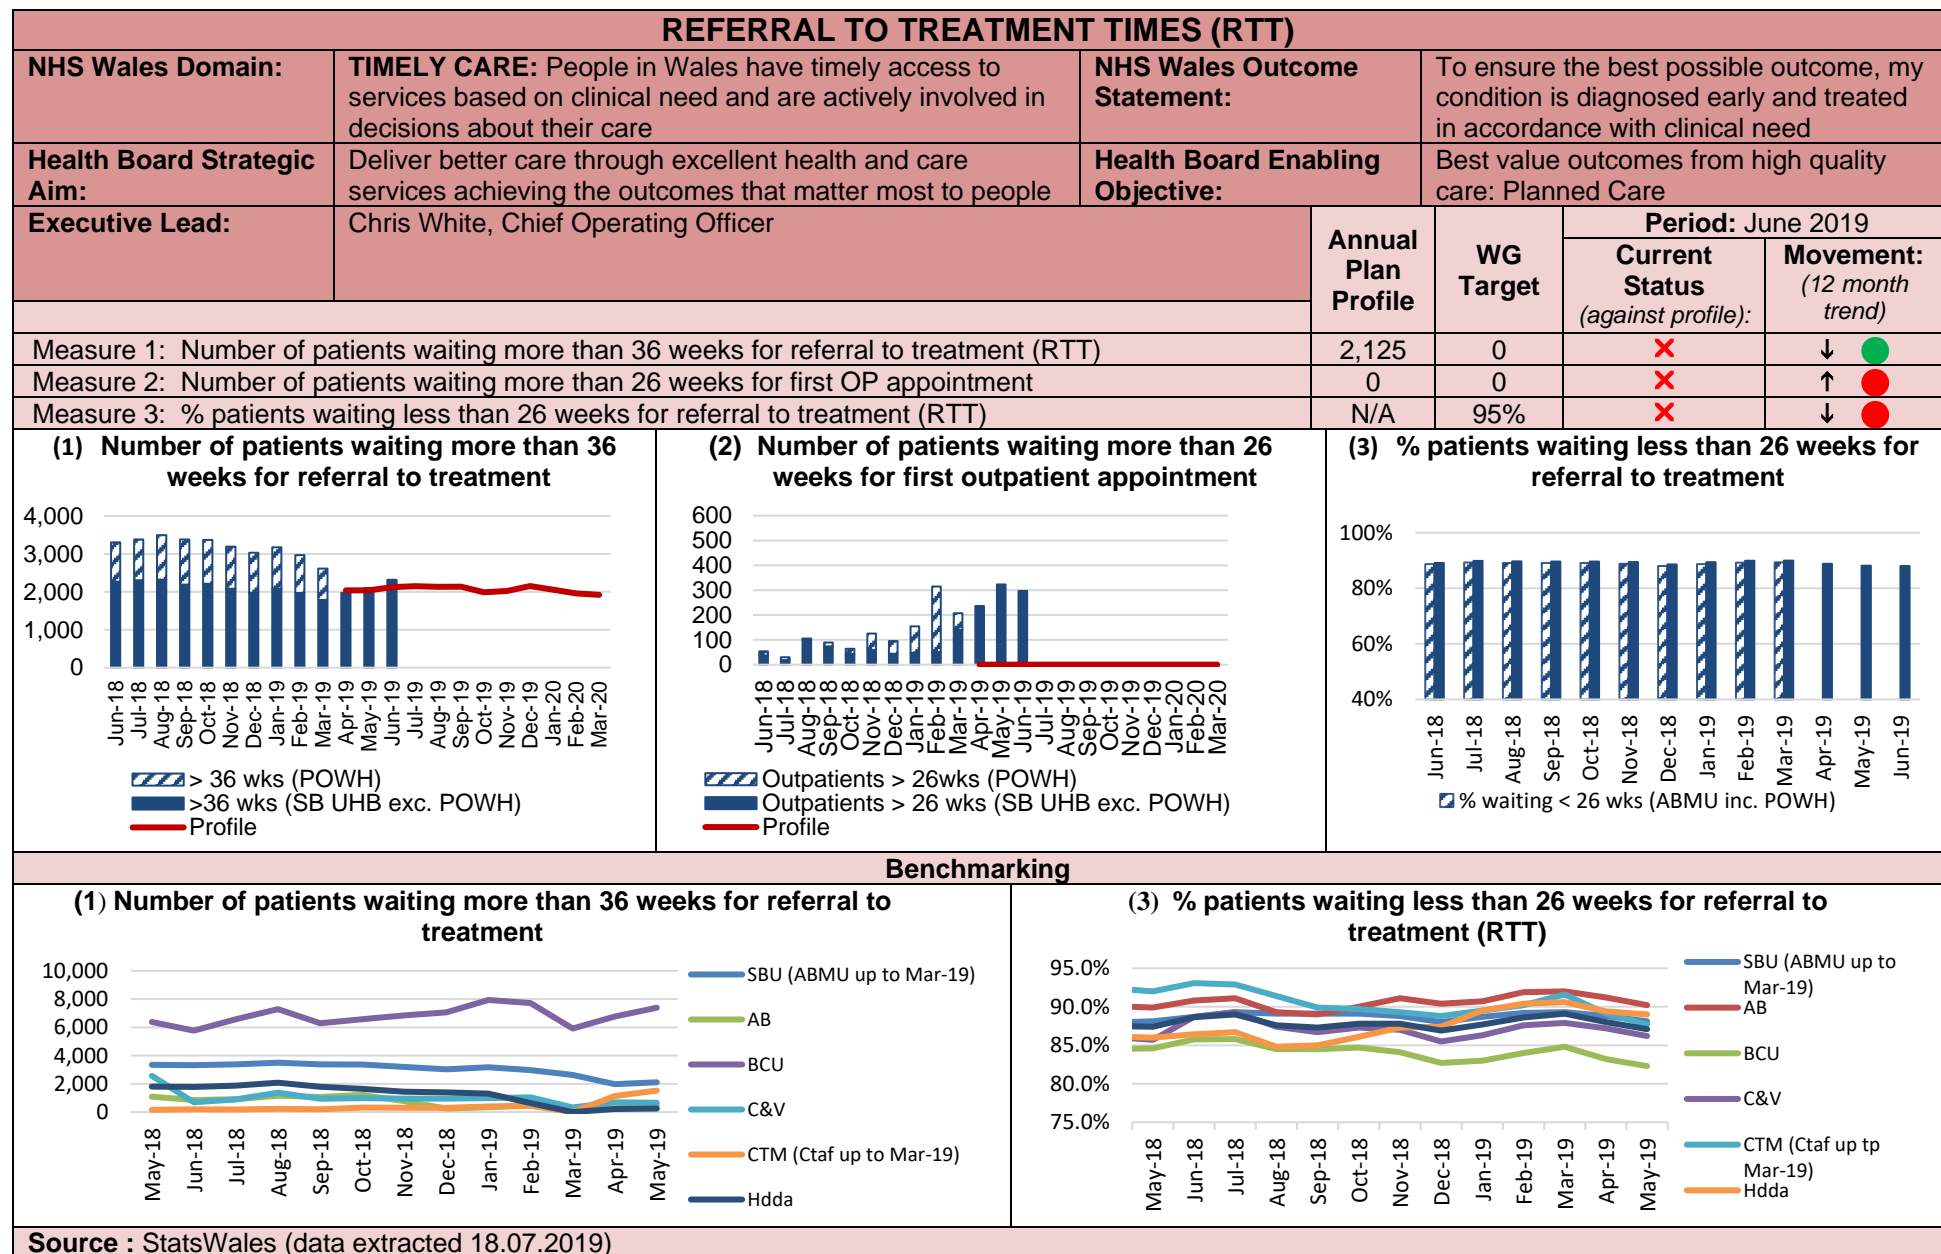 REFERRAL TO TREATMENT TIMES (RTT)
NHS Wales Domain:
TIMELY CARE: People in Wales have timely access to
services based on clinical need and are actively involved in
decisions about their care
NHS Wales Outcome
Statement:
To ensure the best possible outcome, my
condition is diagnosed early and treated
in accordance with clinical need
Health Board Strategic
Aim:
Deliver better care through excellent health and care
services achieving the outcomes that matter most to people
Health Board Enabling
Objective:
Best value outcomes from high quality
care: Planned Care
Executive Lead:
Chris White, Chief Operating Officer
Annual
Plan
Profile
WG
Target
Period: June 2019
Current
Status
(against profile):
Movement:
(12 month
trend)
Measure 1: Number of patients waiting more than 36 weeks for referral to treatment (RTT) 2,125 0 ✕ ↓
Measure 2: Number of patients waiting more than 26 weeks for first OP appointment 0 0 ✕ ↑
Measure 3: % patients waiting less than 26 weeks for referral to treatment (RTT) N/A 95% ✕ ↓
(1) Number of patients waiting more than 36
weeks for referral to treatment
4,000
3,000
2,000
1,000
0
Jun-18
Jul-18
Aug-18
Sep-18
Oct-18
Nov-18
Dec-18
Jan-19
Feb-19
Mar-19
Apr-19
May-19
Jun-19
Jul-19
Aug-19
Sep-19
Oct-19
Nov-19
Dec-19
Jan-20
Feb-20
Mar-20
> 36 wks (POWH)
>36 wks (SB UHB exc. POWH)
Profile
(2) Number of patients waiting more than 26
weeks for first outpatient appointment
600
500
400
300
200
100
0
Jun-18
Jul-18
Aug-18
Sep-18
Oct-18
Nov-18
Dec-18
Jan-19
Feb-19
Mar-19
Apr-19
May-19
Jun-19
Jul-19
Aug-19
Sep-19
Oct-19
Nov-19
Dec-19
Jan-20
Feb-20
Mar-20
Outpatients > 26wks (POWH)
Outpatients > 26 wks (SB UHB exc. POWH)
Profile
(3) % patients waiting less than 26 weeks for
referral to treatment
100%
80%
60%
40%
Jun-18
Jul-18
Aug-18
Sep-18
Oct-18
Nov-18
Dec-18
Jan-19
Feb-19
Mar-19
Apr-19
May-19
Jun-19
% waiting < 26 wks (ABMU inc. POWH)
Benchmarking
(1) Number of patients waiting more than 36 weeks for referral to
treatment
10,000
8,000
6,000
4,000
2,000
0
May-18
Jun-18
Jul-18
Aug-18
Sep-18
Oct-18
Nov-18
Dec-18
Jan-19
Feb-19
Mar-19
Apr-19
May-19
SBU (ABMU up to Mar-19)
AB
BCU
C&V
CTM (Ctaf up to Mar-19)
Hdda
(3) % patients waiting less than 26 weeks for referral to
treatment (RTT)
95.0%
90.0%
85.0%
80.0%
75.0%
May-18
Jun-18
Jul-18
Aug-18
Sep-18
Oct-18
Nov-18
Dec-18
Jan-19
Feb-19
Mar-19
Apr-19
May-19
SBU (ABMU up to
Mar-19)
AB
BCU
C&V
CTM (Ctaf up tp
Mar-19)
Hdda
Source : StatsWales (data extracted 18.07.2019)